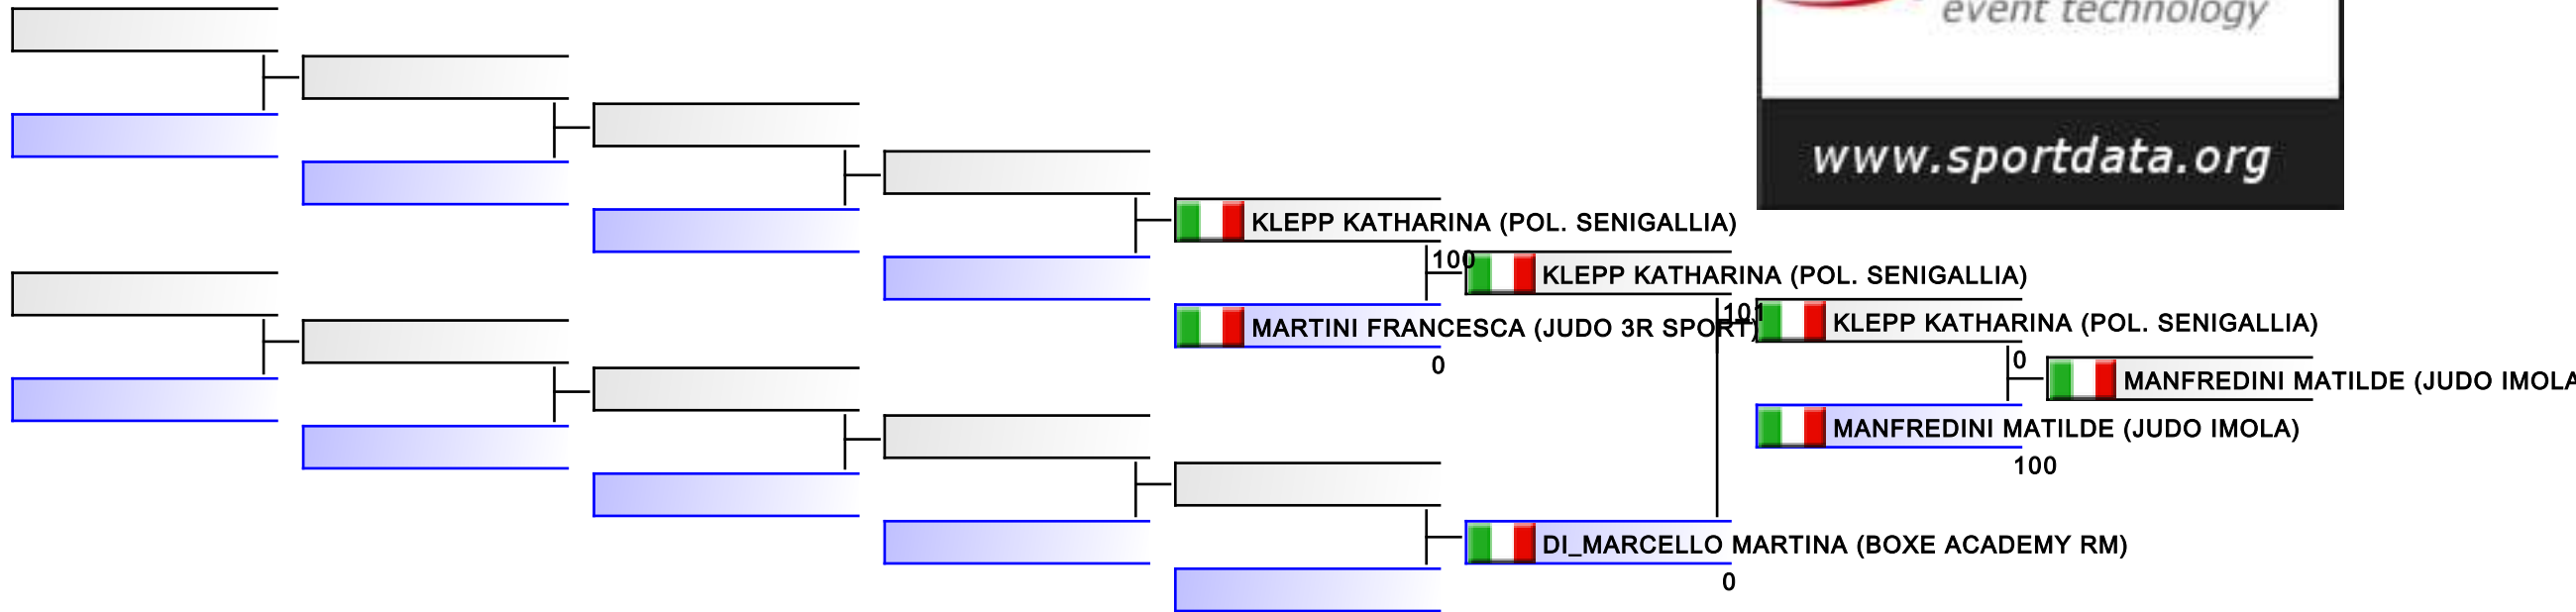 event technology
www.sportdata.org
KLEPP KATHARINA (POL. SENIGALLIA)
100
KLEPP KATHARINA (POL. SENIGALLIA)
MARTINI FRANCESCA (JUDO 3R SPORT)
0
101
KLEPP KATHARINA (POL. SENIGALLIA)
0
MANFREDINI MATILDE (JUDO IMOLA
MANFREDINI MATILDE (JUDO IMOLA)
100
DI_MARCELLO MARTINA (BOXE ACADEMY RM)
0